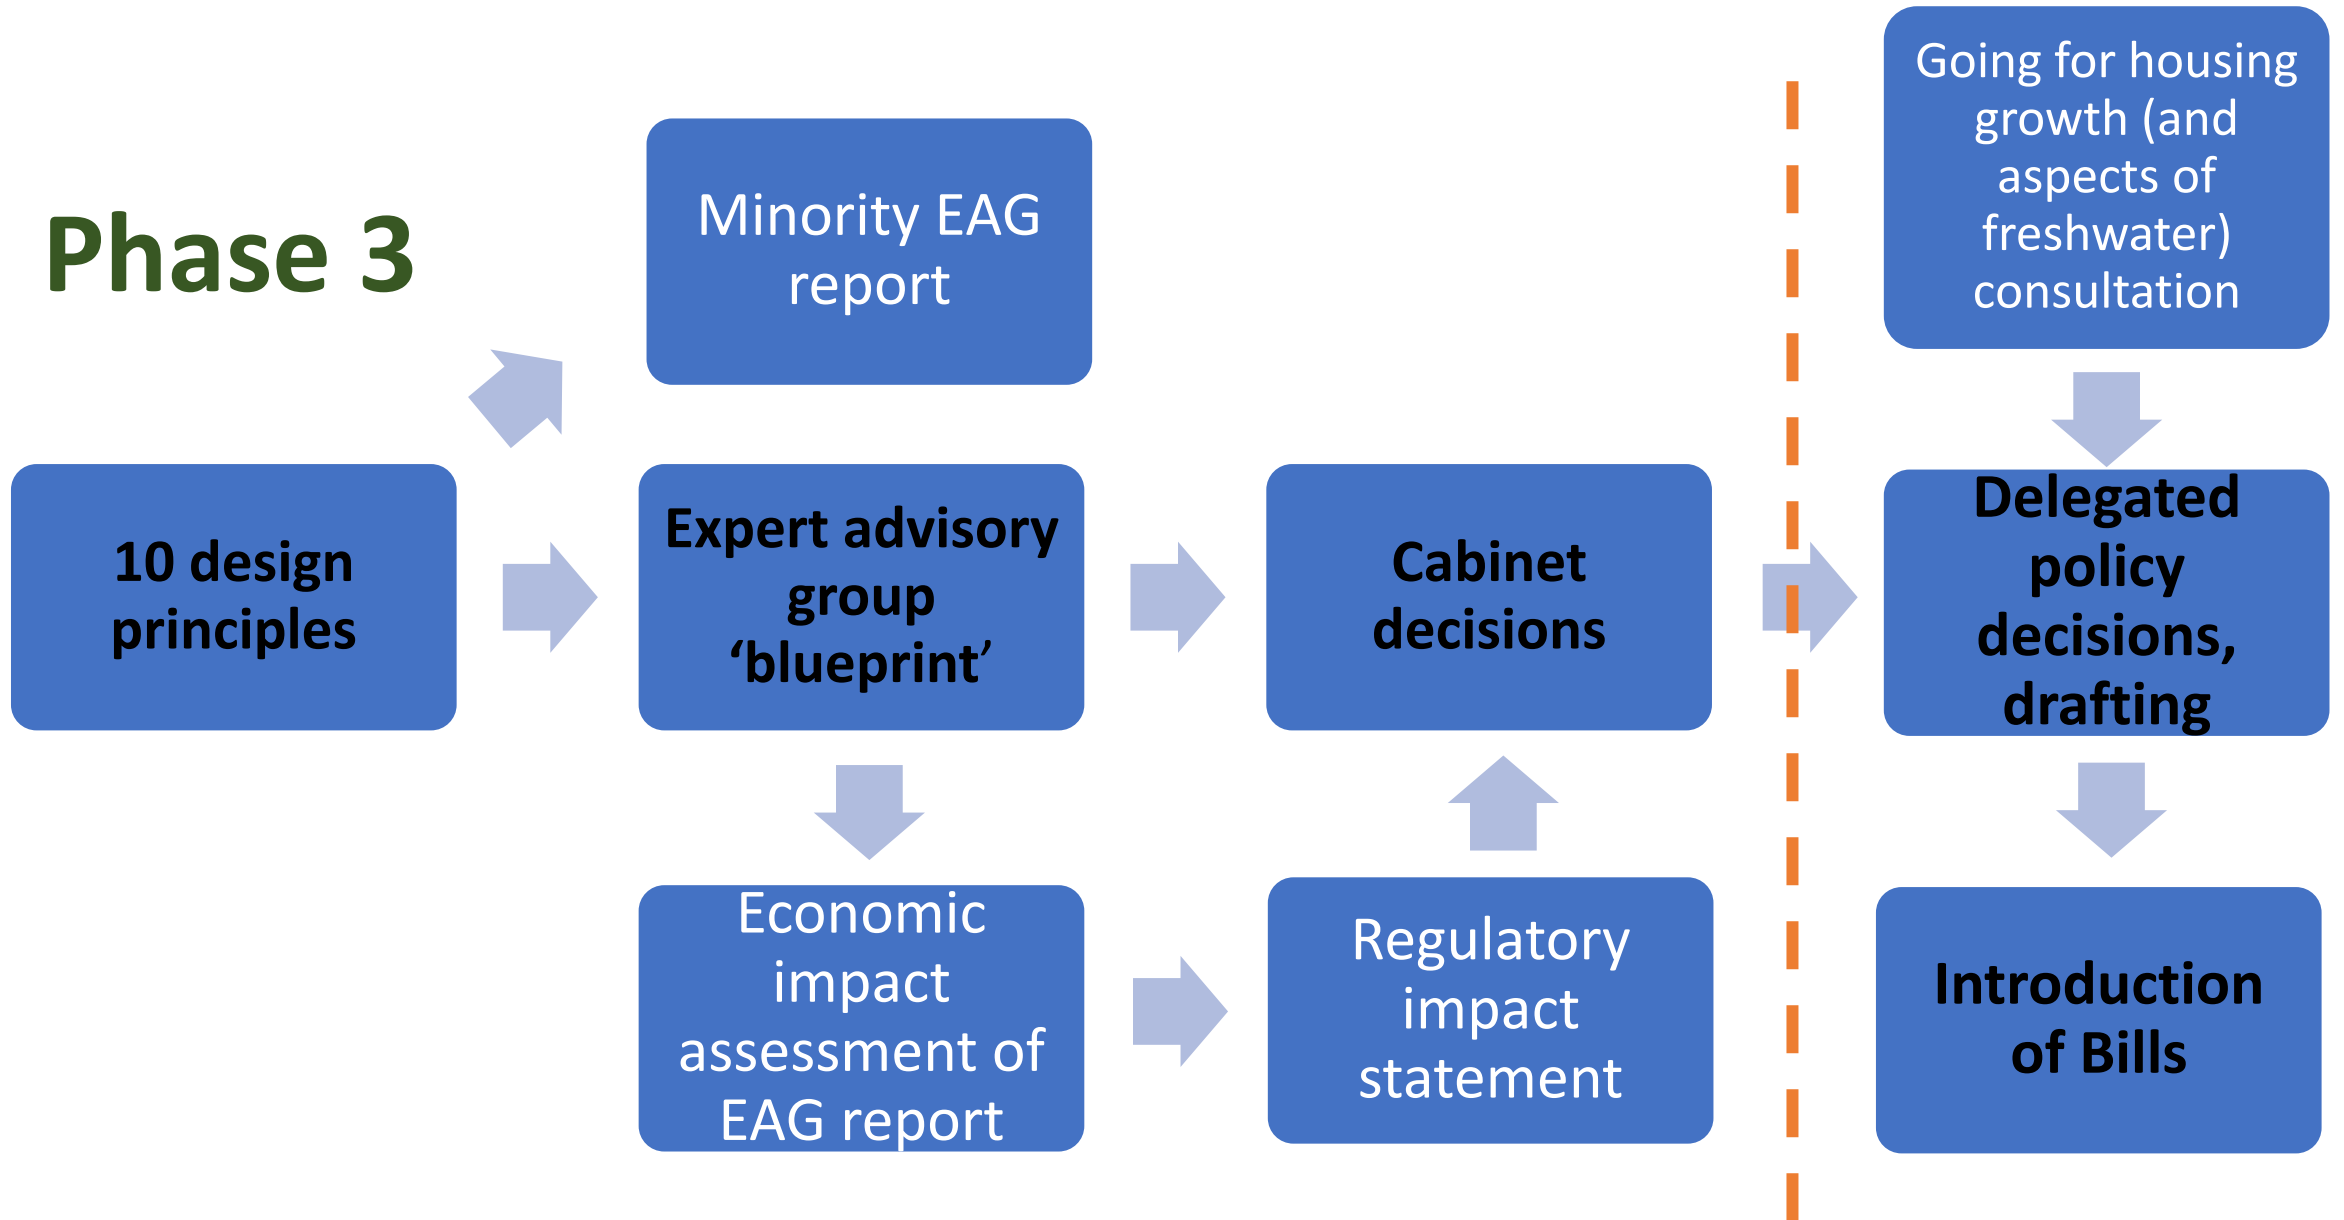 Phase 3
Minority EAG
report
Going for housing
growth (and
aspects of
freshwater)
consultation
10 design
principles
Expert advisory
group
‘blueprint’
Cabinet
decisions
Delegated
policy
decisions,
drafting
Economic
impact
assessment of
EAG report
Regulatory
impact
statement
Introduction
of Bills